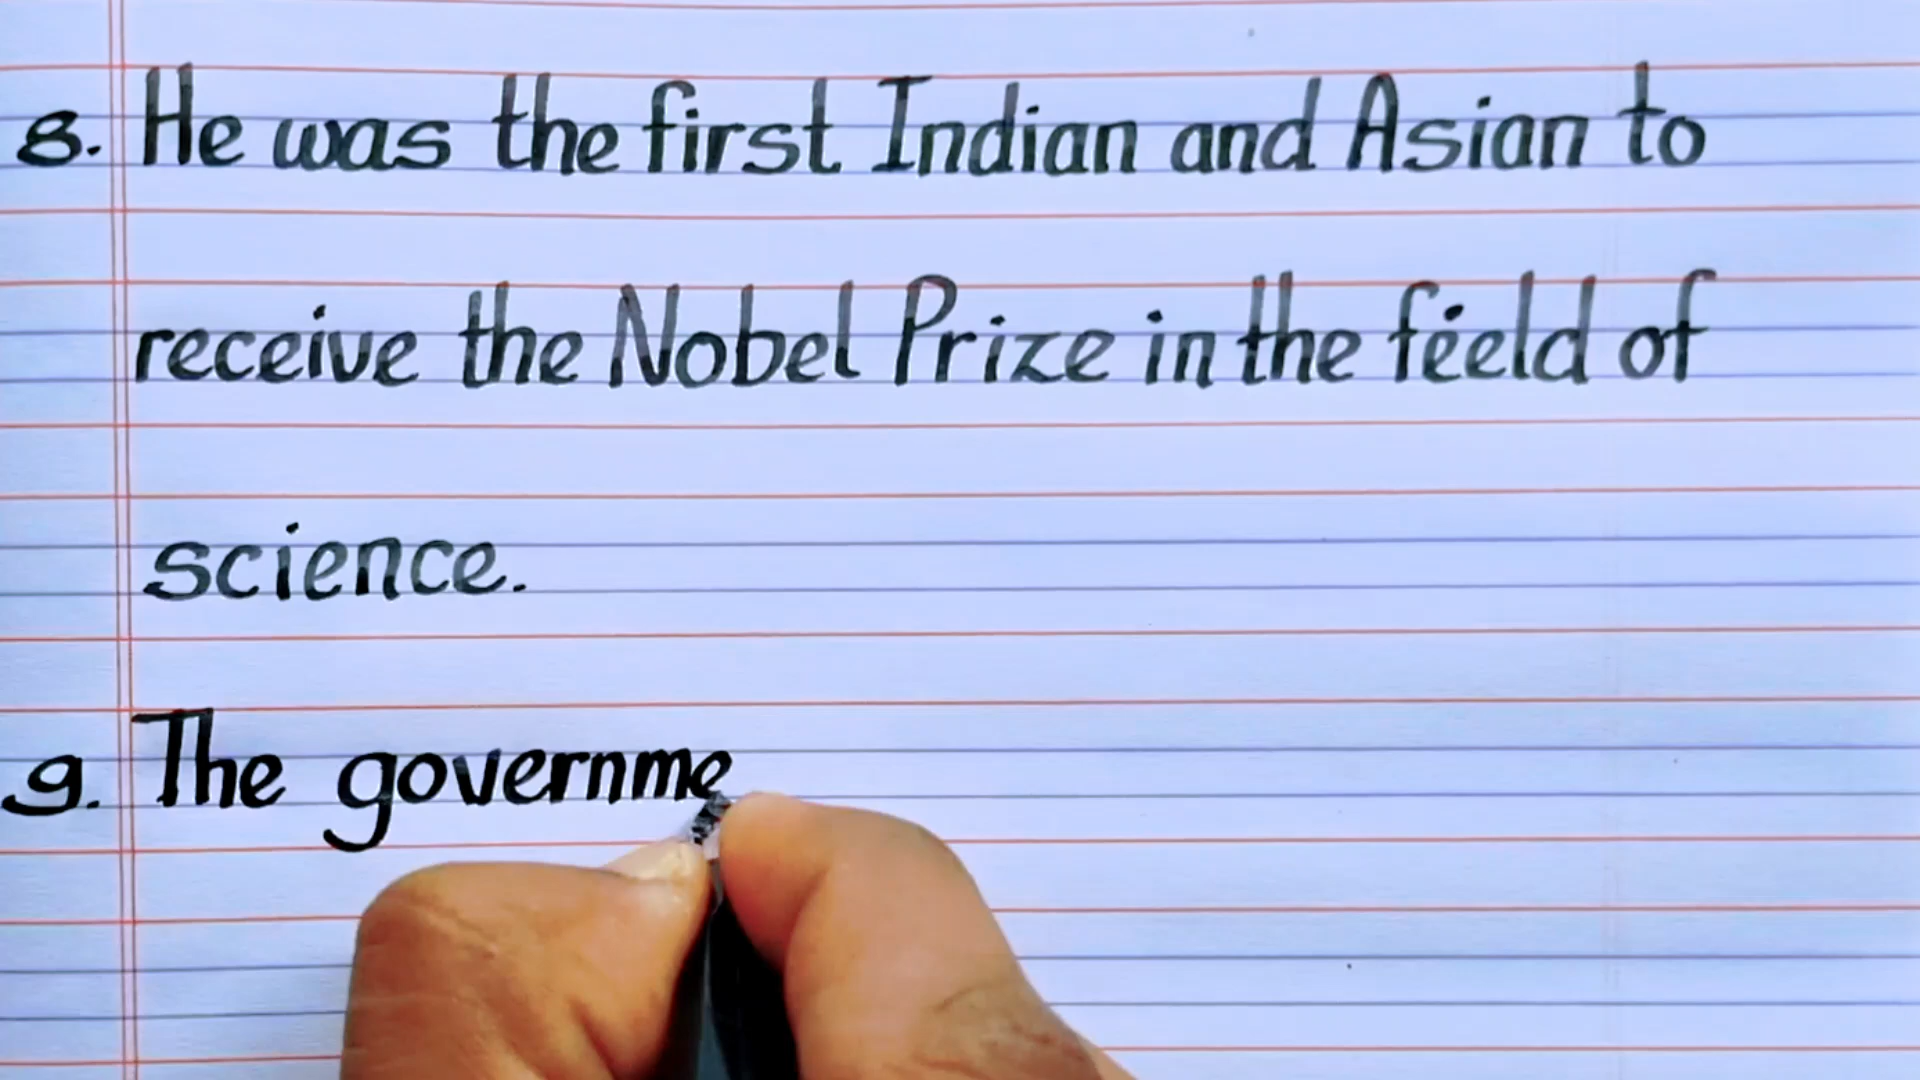 8. He was the first Indian and Asian to
receive the Nobel Prize in the féeld of
science.
9. The governme